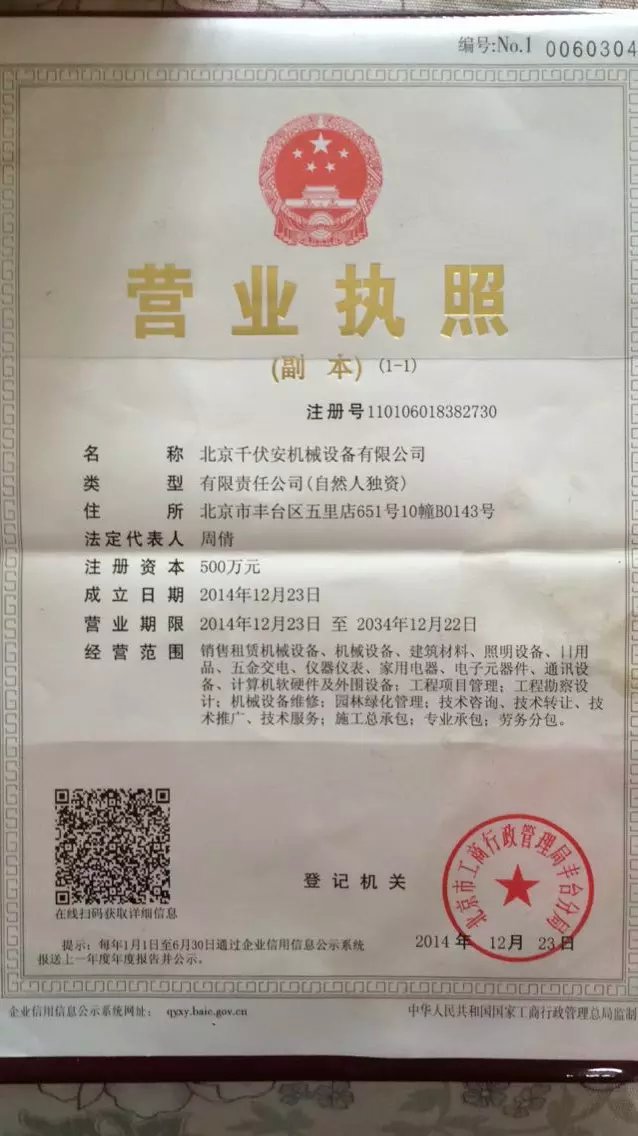 编号:No.1 0060304
营业执照
(副本) (1-1)
注册号110106018382730
名称 北京千伏安机械设备有限公司
类型 有限责任公司(自然人独资)
住所 北京市丰台区五里店651号10幢B0143号
法定代表人 周倩
注册资本 500万元
成立日期 2014年12月23日
营业期限 2014年12月23日 至 2034年12月22日
经营范围 销售租赁机械设备、机械设备、建筑材料、照明设备、日用
品、五金交电、仪器仪表、家用电器、电子元器件、通讯设
备、计算机软硬件及外围设备；工程项目管理；工程勘察设
计；机械设备维修；园林绿化管理；技术咨询、技术转让、技
术推广、技术服务；施工总承包；专业承包；劳务分包。
在线扫码获取详细信息
登记机关
北京市工商行政管理局丰台分局
2014年 12月 23日
提示：每年1月1日至6月30日通过企业信用信息公示系统
报送上一年度年度报告并公示。
企业信用信息公示系统网址： qyxy.baic.gov.cn
中华人民共和国国家工商行政管理总局监制